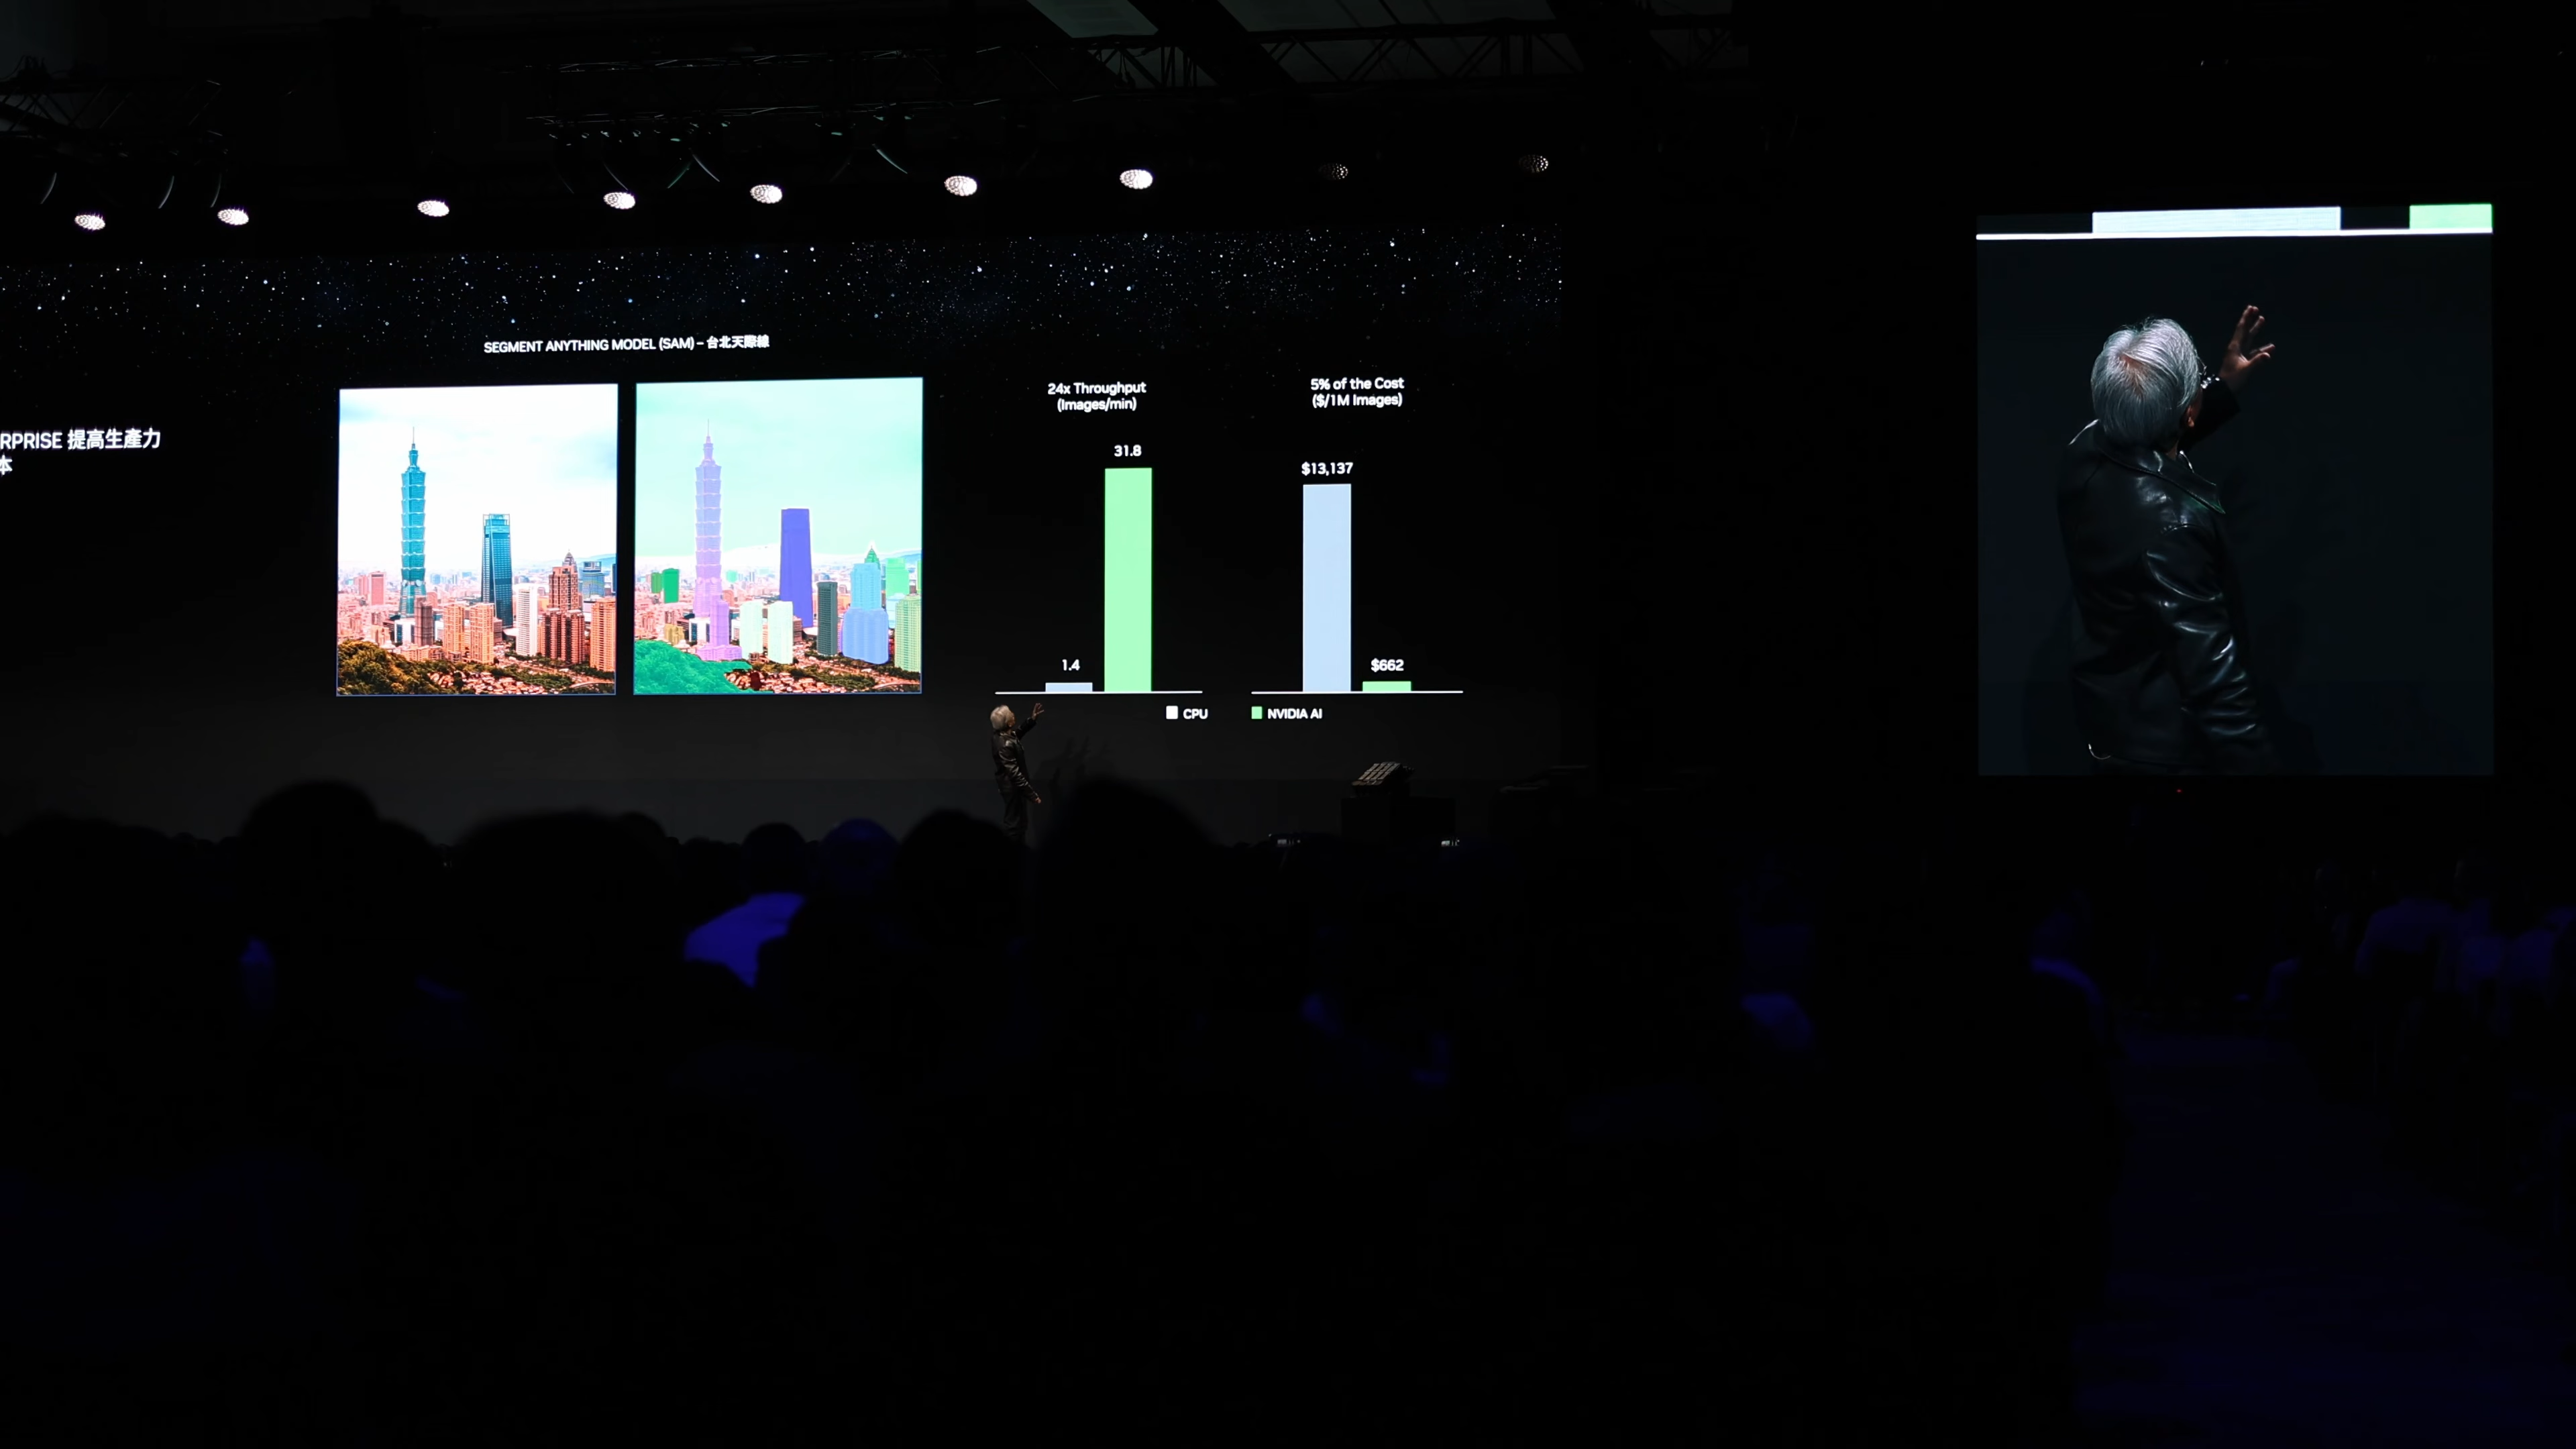 RPRISE 提高生產力
本
SEGMENT ANYTHING MODEL (SAM) – 台北天際線
24x Throughput
(Images/min)
31.8
1.4
5% of the Cost
($/1M Images)
$13,137
$662
CPU
NVIDIA AI